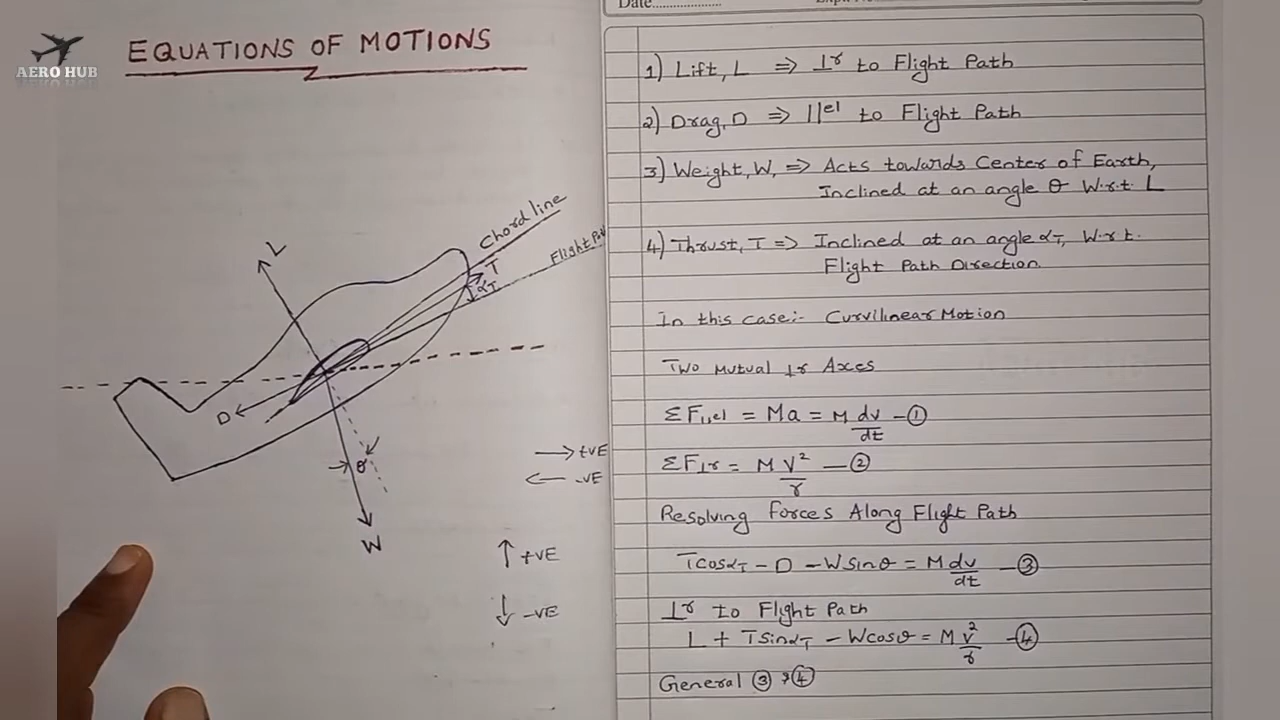 AERO HUB
EQUATIONS OF MOTIONS
L
Chord line
Flight
T
αT
D
θ
W
→ +VE
← -VE
↑ +VE
↓ -VE
Date
1) Lift, L ⇒ ⊥r to Flight Path
2) Drag, D ⇒ ||el to Flight Path
3) Weight, W, ⇒ Acts towards Center of Earth,
Inclined at an angle θ W.r.t. L
4) Thrust, T ⇒ Inclined at an angle αT, W.r.t.
Flight Path Direction.
In this case:- Curvilinear Motion
Two Mutual ⊥r Axes
ΣF||el = Ma = M dv/dt — ①
ΣF⊥r = M V²/r — ②
Resolving forces Along Flight Path
TcosαT - D - Wsinθ = M dv/dt — ③
⊥r to Flight Path
L + TsinαT - Wcosθ = M v²/r — ④
General ③ & ④